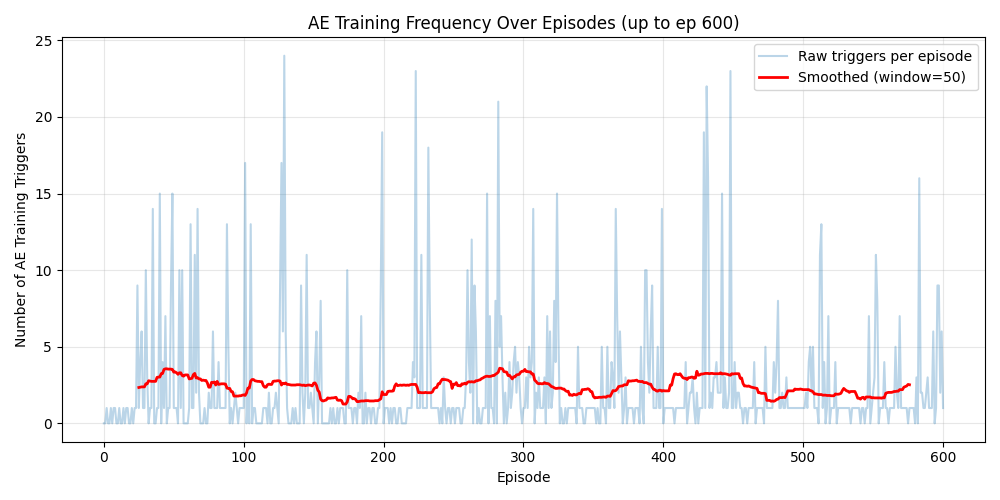 AE Training Frequency Over Episodes (up to ep 600)
Number of AE Training Triggers
25
20
15
10
5
0
Raw triggers per episode
Smoothed (window=50)
0 100 200 300 400 500 600
Episode